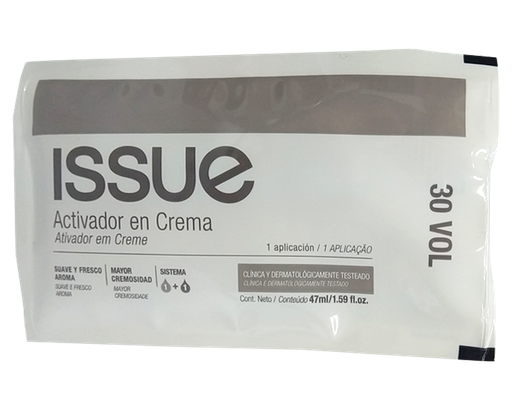 ISSUE
Activador en Crema
Ativador em Creme
30 VOL
1 aplicación / 1 APLICAÇÃO
SUAVE Y FRESCO AROMA
SUAVE E FRESCO AROMA
MAYOR CREMOSIDAD
MAYOR CREMOSIDADE
SISTEMA
1 + 1
CLÍNICA Y DERMATOLÓGICAMENTE TESTEADO
CLÍNICA E DERMATOLOGICAMENTE TESTADO
Cont. Neto / Conteúdo 47ml/1.59 fl.oz.